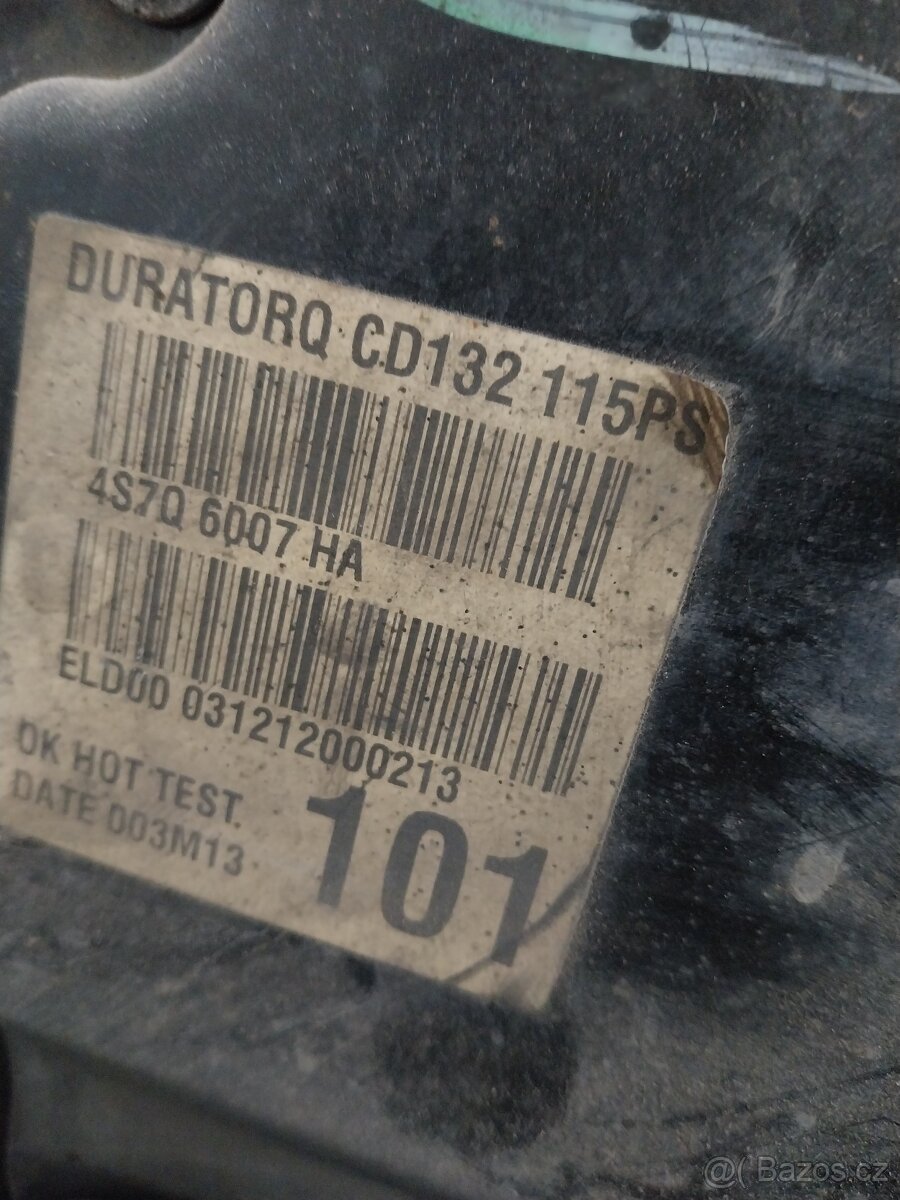 DURATORQ CD132 115PS
4S7Q 6007 HA
ELD00 031212000213
OK HOT TEST.
DATE 003M13
101
@( Bazos.cz